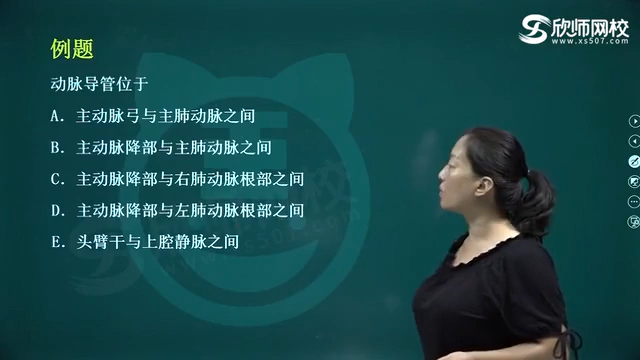 欣师网校
www.xs507.com
例题
动脉导管位于
A. 主动脉弓与主肺动脉之间
B. 主动脉降部与主肺动脉之间
C. 主动脉降部与右肺动脉根部之间
D. 主动脉降部与左肺动脉根部之间
E. 头臂干与上腔静脉之间